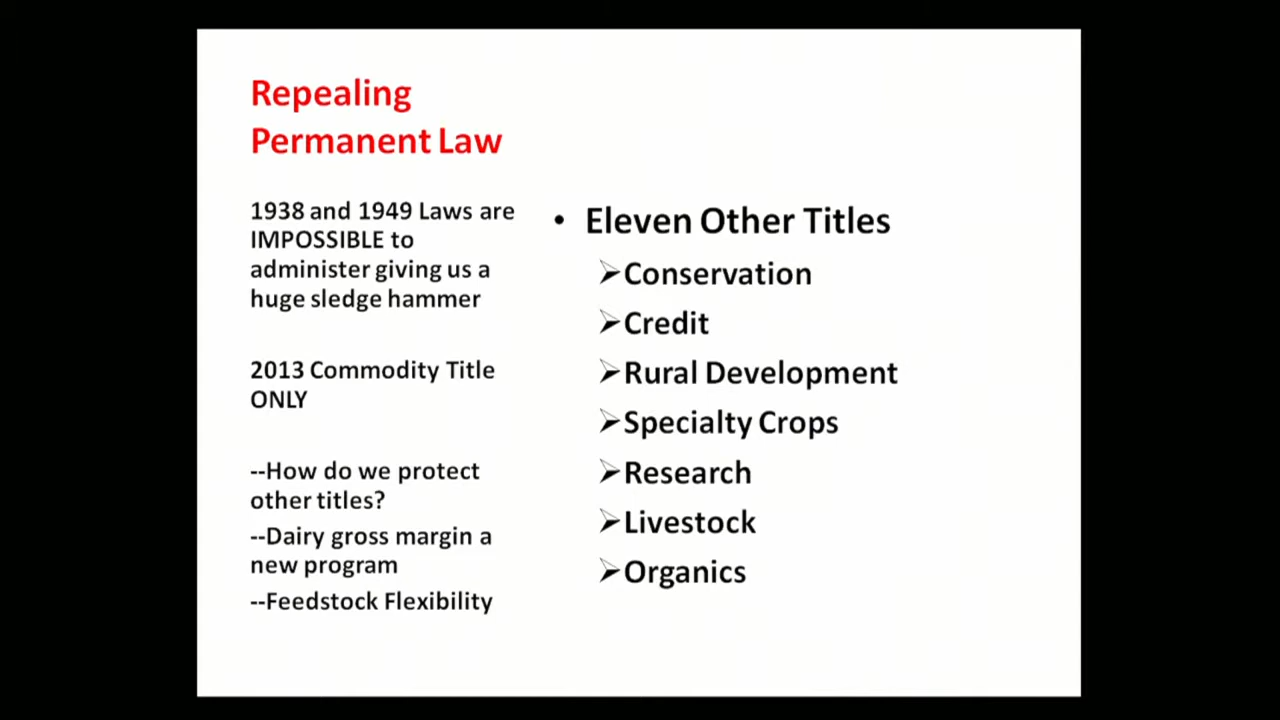 Repealing
Permanent Law
1938 and 1949 Laws are
IMPOSSIBLE to
administer giving us a
huge sledge hammer
2013 Commodity Title
ONLY
--How do we protect
other titles?
--Dairy gross margin a
new program
--Feedstock Flexibility
• Eleven Other Titles
➢Conservation
➢Credit
➢Rural Development
➢Specialty Crops
➢Research
➢Livestock
➢Organics